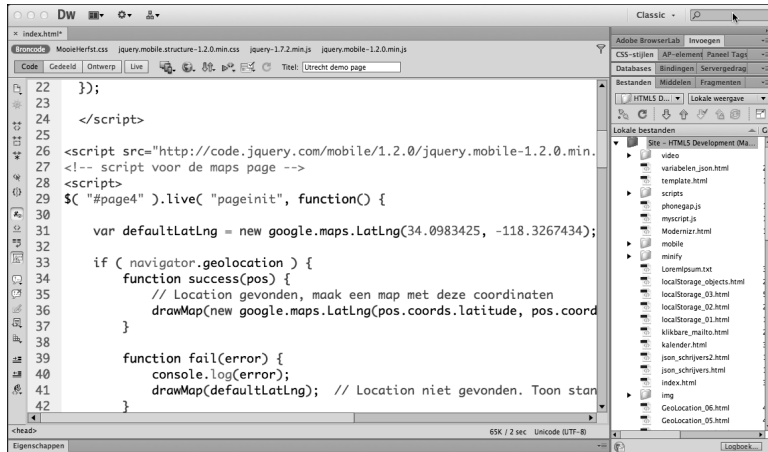 Dw
Classic
index.html*
Broncode MooieHerfst.css jquery.mobile.structure-1.2.0.min.css jquery-1.7.2.min.js jquery.mobile-1.2.0.min.js
Code Gedeeld Ontwerp Live Titel: Utrecht demo page
22 });
23
24 </script>
25
26 <script src="http://code.jquery.com/mobile/1.2.0/jquery.mobile-1.2.0.min.
27 <!-- script voor de maps page -->
28 <script>
29 $( "#page4" ).live( "pageinit", function() {
30
31 var defaultLatLng = new google.maps.LatLng(34.0983425, -118.3267434);
32
33 if ( navigator.geolocation ) {
34 function success(pos) {
35 // Location gevonden, maak een map met deze coordinaten
36 drawMap(new google.maps.LatLng(pos.coords.latitude, pos.coord
37 }
38
39 function fail(error) {
40 console.log(error);
41 drawMap(defaultLatLng); // Location niet gevonden. Toon stan
42 }
<head>
65K / 2 sec Unicode (UTF-8)
Eigenschappen
Adobe BrowserLab Invoegen
CSS-stijlen AP-element Paneel Tags
Databases Bindingen Servergedrag
Bestanden Middelen Fragmenten
HTML5 D... Lokale weergave
Lokale bestanden G
Site - HTML5 Development (Ma...
video
variabelen_json.html
template.html
scripts
phonegap.js
myscript.js
Modernizr.html
mobile
minify
LoremIpsum.txt
localStorage_objects.html
localStorage_03.html
localStorage_02.html
localStorage_01.html
klikbare_mailto.html
kalender.html
json_schrijvers2.html
json_schrijvers.html
index.html
img
GeoLocation_06.html
GeoLocation_05.html
Logboek...